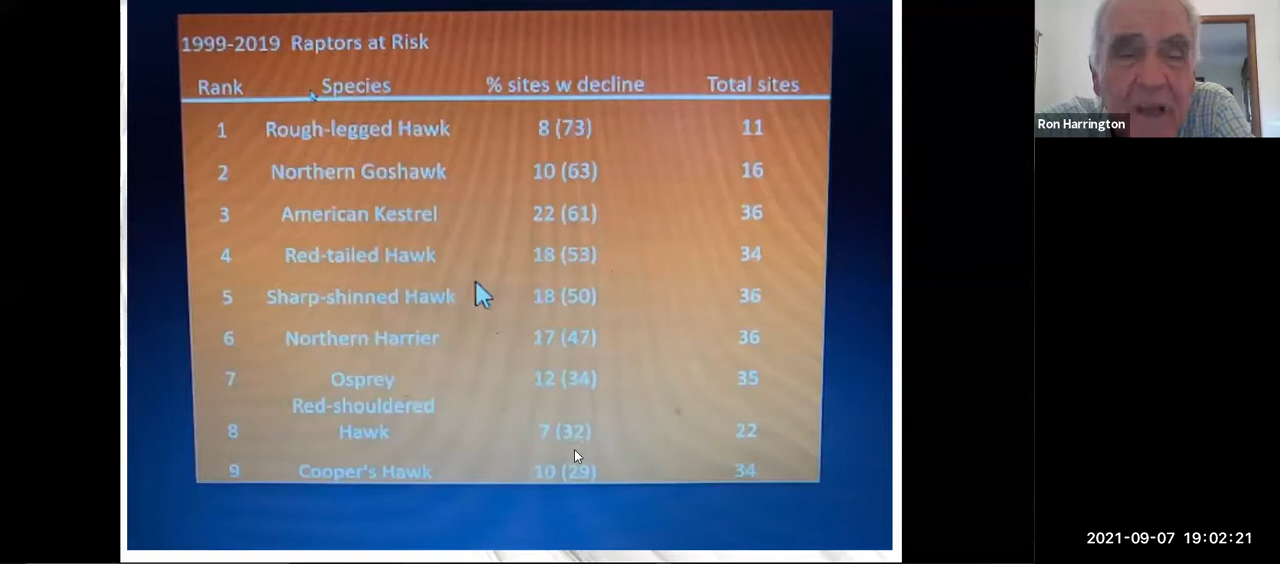 1999-2019 Raptors at Risk
Rank Species % sites w decline Total sites
1 Rough-legged Hawk 8 (73) 11
2 Northern Goshawk 10 (63) 16
3 American Kestrel 22 (61) 36
4 Red-tailed Hawk 18 (53) 34
5 Sharp-shinned Hawk 18 (50) 36
6 Northern Harrier 17 (47) 36
7 Osprey 12 (34) 35
Red-shouldered
8 Hawk 7 (32) 22
9 Cooper's Hawk 10 (29) 34
Ron Harrington
2021-09-07 19:02:21